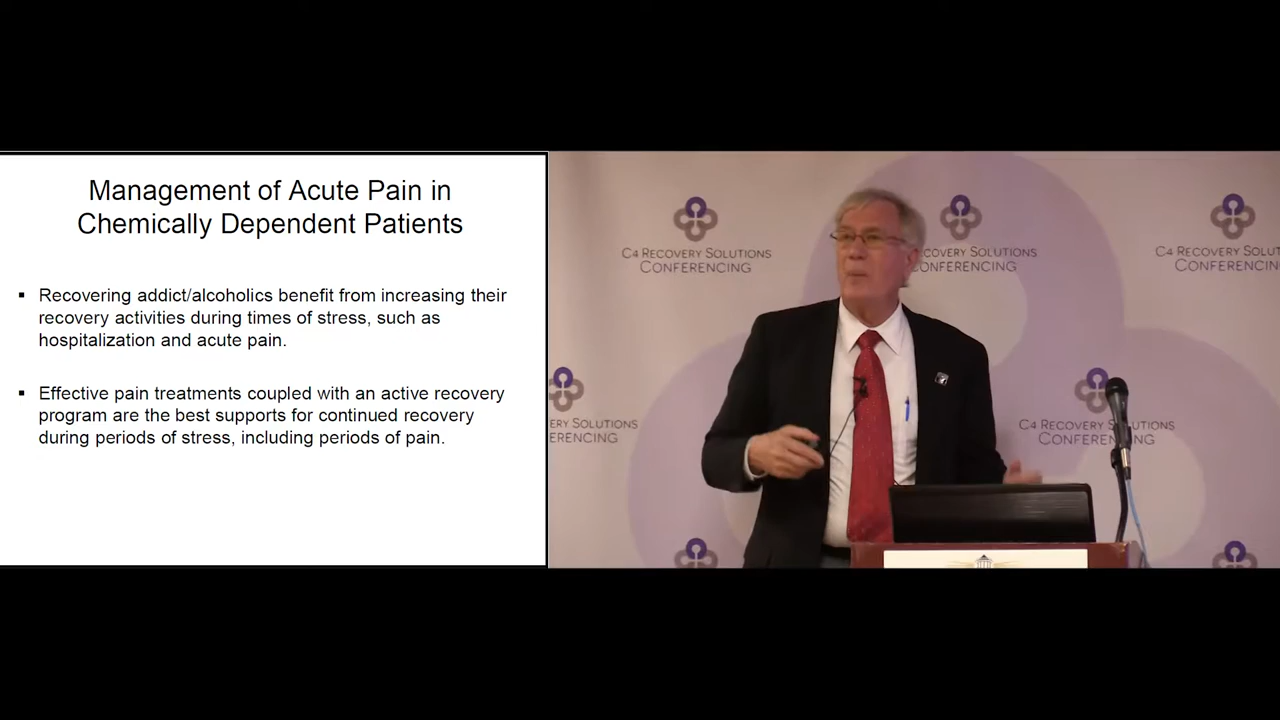 Management of Acute Pain in
Chemically Dependent Patients
▪ Recovering addict/alcoholics benefit from increasing their
recovery activities during times of stress, such as
hospitalization and acute pain.
▪ Effective pain treatments coupled with an active recovery
program are the best supports for continued recovery
during periods of stress, including periods of pain.
C4 RECOVERY SOLUTIONS
CONFERENCING
RECOVERY SOLUTIONS
CONFERENCING
C4 RECOVERY SOLUTIONS
CONFERENCING
ERY SOLUTIONS
ERENCING
C4 RECOVERY SOLUTIONS
CONFERENCING